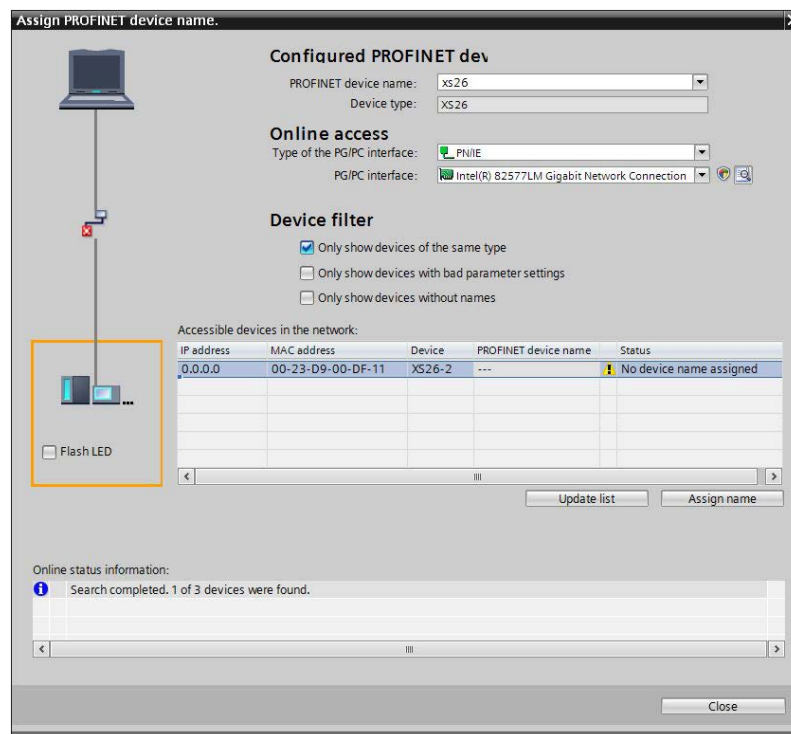 Assign PROFINET device name.
Configured PROFINET dev
PROFINET device name: xs26
Device type: XS26
Online access
Type of the PG/PC interface: PN/IE
PG/PC interface: Intel(R) 82577LM Gigabit Network Connection
Device filter
Only show devices of the same type
Only show devices with bad parameter settings
Only show devices without names
Accessible devices in the network:
IP address MAC address Device PROFINET device name Status
0.0.0.0 00-23-D9-00-DF-11 XS26-2 --- No device name assigned
Flash LED
Update list Assign name
Online status information:
Search completed. 1 of 3 devices were found.
Close